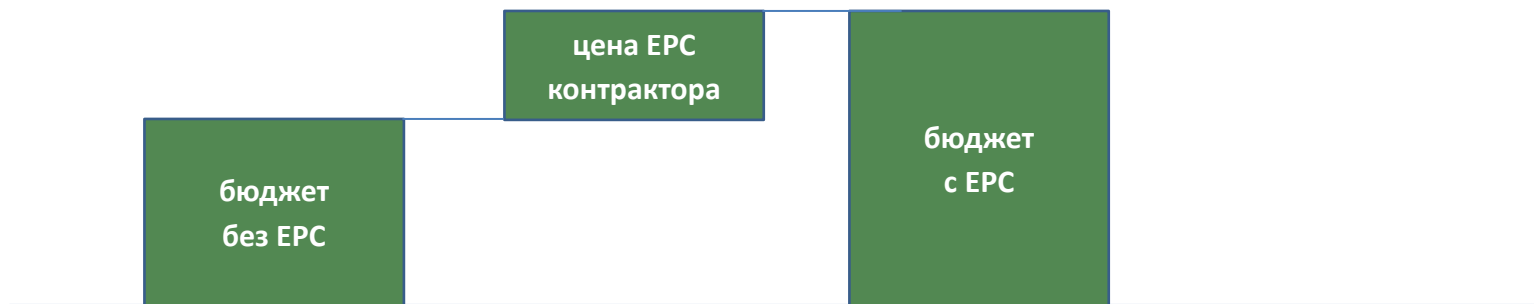 цена EPC
контрактора
бюджет
без EPC
бюджет
с EPC